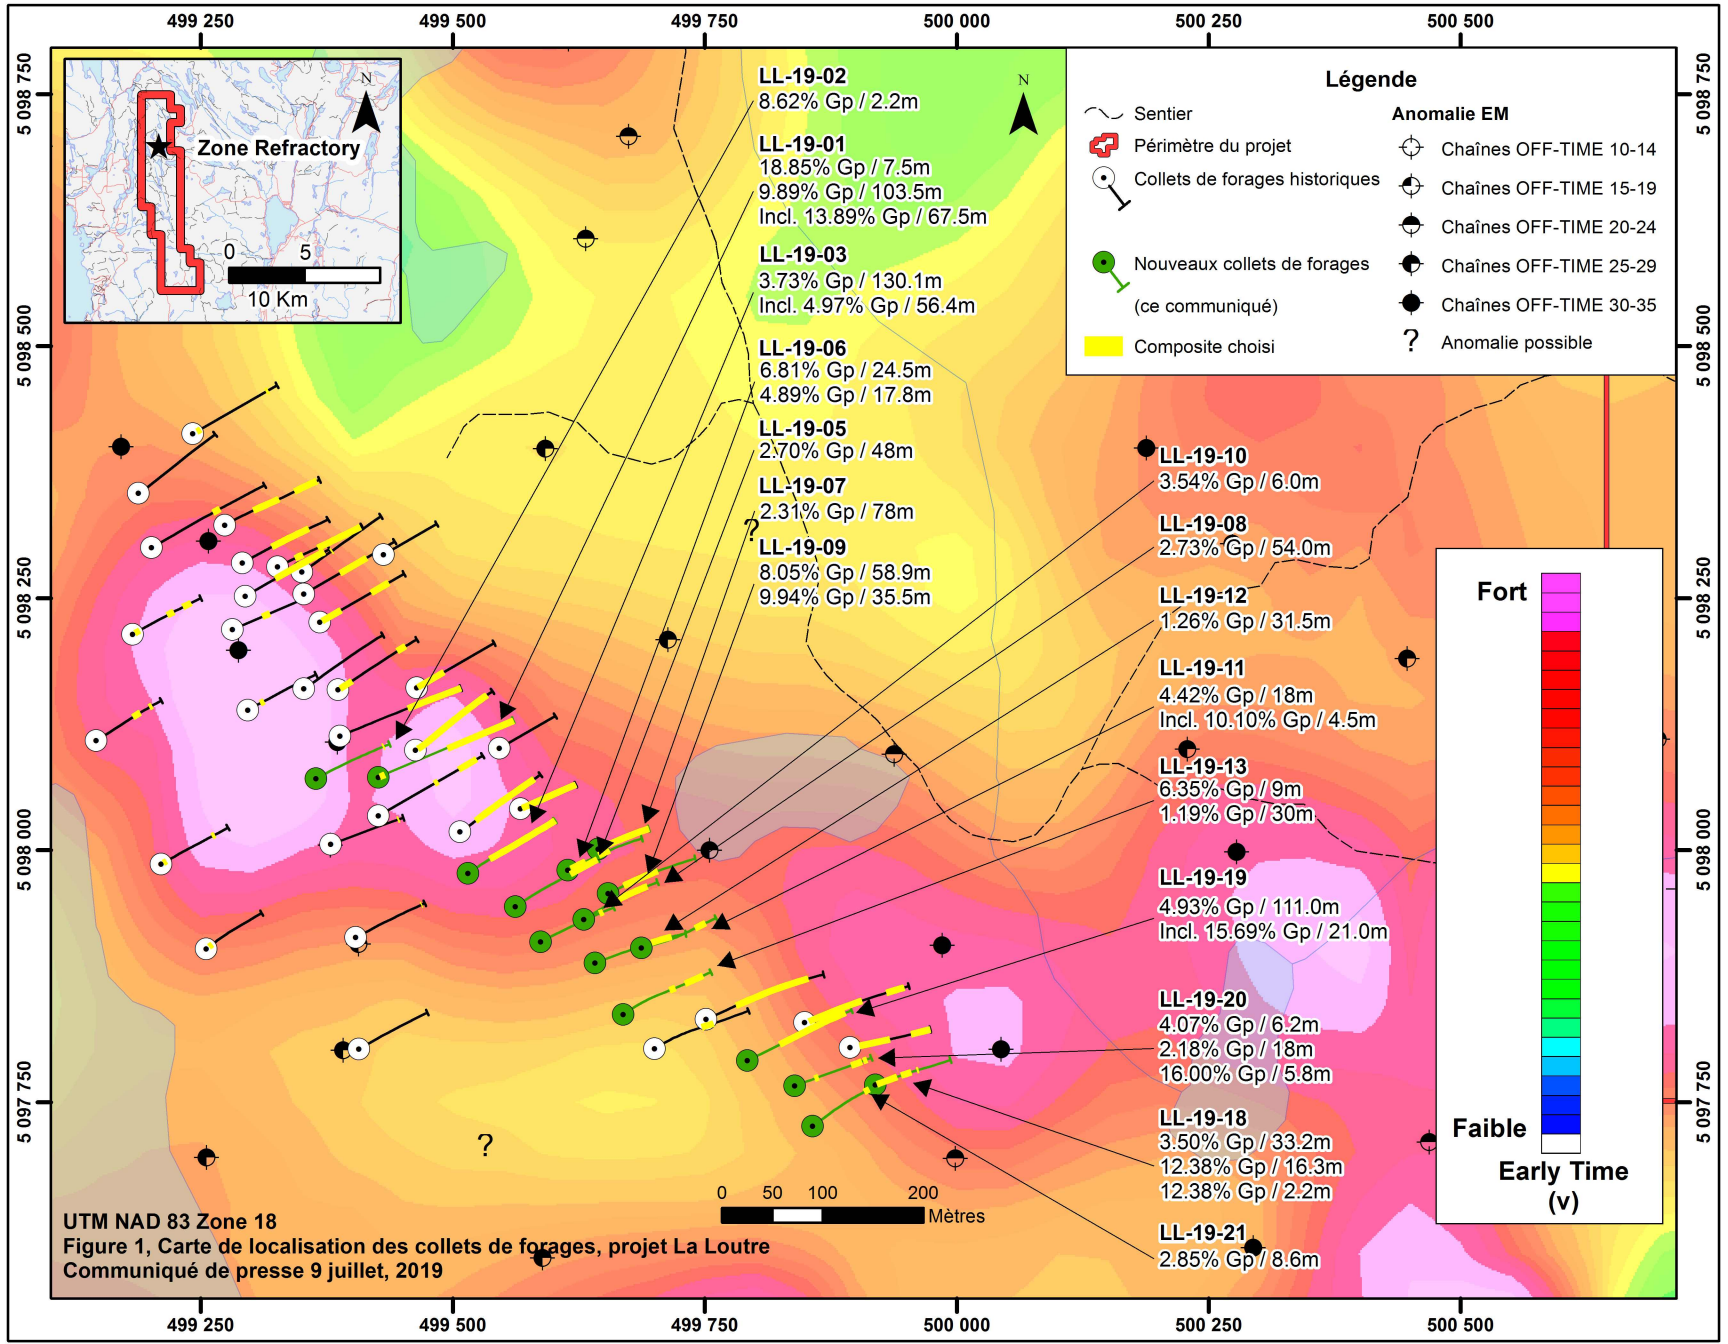 499 250
499 500
499 750
500 000
500 250
500 500
5 098 750
5 098 500
5 098 250
5 098 000
5 097 750
N
Zone Refractory
0 5
10 Km
LL-19-02
8.62% Gp / 2.2m
LL-19-01
18.85% Gp / 7.5m
9.89% Gp / 103.5m
Incl. 13.89% Gp / 67.5m
LL-19-03
3.73% Gp / 130.1m
Incl. 4.97% Gp / 56.4m
LL-19-06
6.81% Gp / 24.5m
4.89% Gp / 17.8m
LL-19-05
2.70% Gp / 48m
LL-19-07
2.31% Gp / 78m
?
LL-19-09
8.05% Gp / 58.9m
9.94% Gp / 35.5m
N
Légende
Sentier
Périmètre du projet
Collets de forages historiques
Nouveaux collets de forages
(ce communiqué)
Composite choisi
Anomalie EM
Chaînes OFF-TIME 10-14
Chaînes OFF-TIME 15-19
Chaînes OFF-TIME 20-24
Chaînes OFF-TIME 25-29
Chaînes OFF-TIME 30-35
? Anomalie possible
5 098 750
5 098 500
5 098 250
5 098 000
5 097 750
LL-19-10
3.54% Gp / 6.0m
LL-19-08
2.73% Gp / 54.0m
LL-19-12
1.26% Gp / 31.5m
LL-19-11
4.42% Gp / 18m
Incl. 10.10% Gp / 4.5m
LL-19-13
6.35% Gp / 9m
1.19% Gp / 30m
LL-19-19
4.93% Gp / 111.0m
Incl. 15.69% Gp / 21.0m
LL-19-20
4.07% Gp / 6.2m
2.18% Gp / 18m
16.00% Gp / 5.8m
LL-19-18
3.50% Gp / 33.2m
12.38% Gp / 16.3m
12.38% Gp / 2.2m
LL-19-21
2.85% Gp / 8.6m
Fort
Faible
Early Time
(v)
?
0 50 100 200
Mètres
UTM NAD 83 Zone 18
Figure 1, Carte de localisation des collets de forages, projet La Loutre
Communiqué de presse 9 juillet, 2019
499 250
499 500
499 750
500 000
500 250
500 500